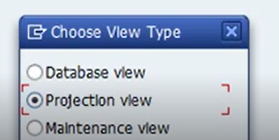 Choose View Type
Database view
Projection view
Maintenance view